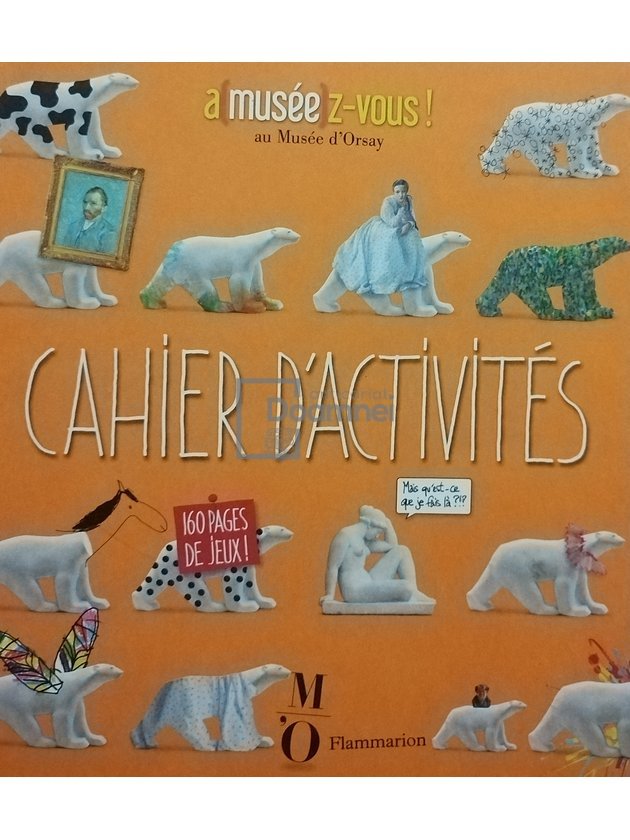 a(musée)z-vous !
au Musée d'Orsay
CAHIER D'ACTIVITÉS
Mais qu'est-ce
que je fais là ?!?
160 PAGES
DE JEUX !
M
'O
Flammarion